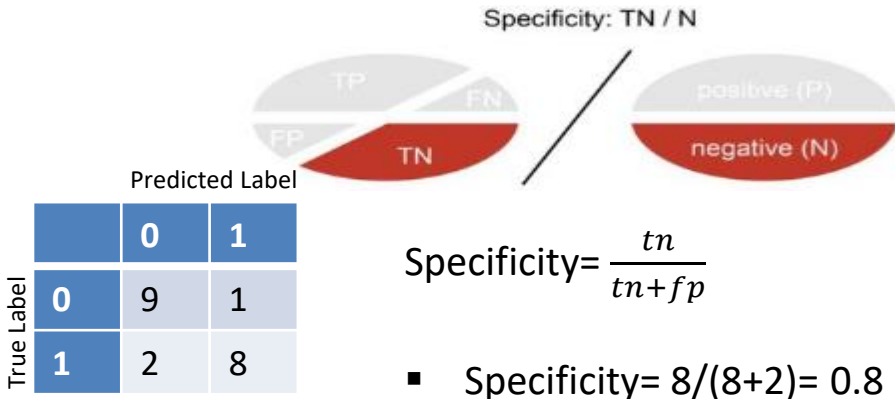 Specificity: TN / N
TP
FN
FP
TN
positive (P)
negative (N)
Predicted Label
True Label
0 1
0 9 1
1 2 8
Specificity= tn/tn+fp
▪ Specificity= 8/(8+2)= 0.8